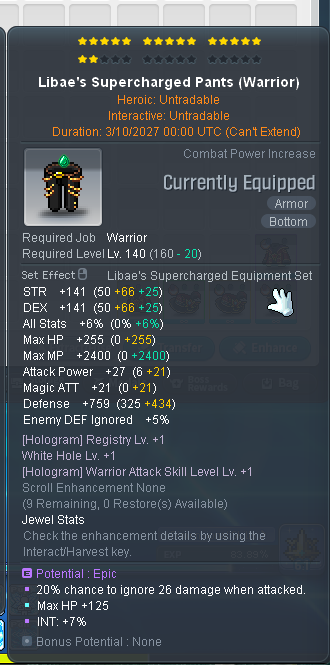 Libae's Supercharged Pants (Warrior)
Heroic: Untradable
Interactive: Untradable
Duration: 3/10/2027 00:00 UTC (Can't Extend)
Combat Power Increase
Currently Equipped
Armor
Bottom
Required Job Warrior
Required Level Lv. 140 (160 - 20)
Set Effect Libae's Supercharged Equipment Set
STR +141 (50 +66 +25)
DEX +141 (50 +66 +25)
All Stats +6% (0% +6%)
Max HP +255 (0 +255)
Max MP +2400 (0 +2400)
Attack Power +27 (6 +21)
Magic ATT +21 (0 +21)
Defense +759 (325 +434)
Enemy DEF Ignored +5%
[Hologram] Registry Lv. +1
White Hole Lv. +1
[Hologram] Warrior Attack Skill Level Lv. +1
Scroll Enhancement None
(9 Remaining, 0 Restore(s) Available)
Jewel Stats
Check the enhancement details by using the
Interact/Harvest key.
E Potential : Epic
20% chance to ignore 26 damage when attacked.
Max HP +125
INT: +7%
Bonus Potential : None